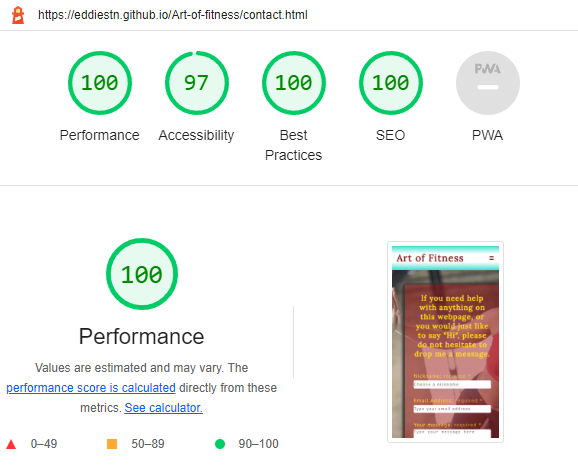 https://eddiestn.github.io/Art-of-fitness/contact.html
100 97 100 100 PWA
Performance Accessibility Best Practices SEO PWA
100
Performance
Values are estimated and may vary. The
performance score is calculated directly from these
metrics. See calculator.
0–49 50–89 90–100
Art of Fitness ≡
If you need help
with anything on
this webpage, or
you would just like
to say "Hi", please
do not hesitate to
drop me a message.
Nickname: required *
Choose a nickname
Email Address: required *
Type your email address
Your message: required *
Type your message here